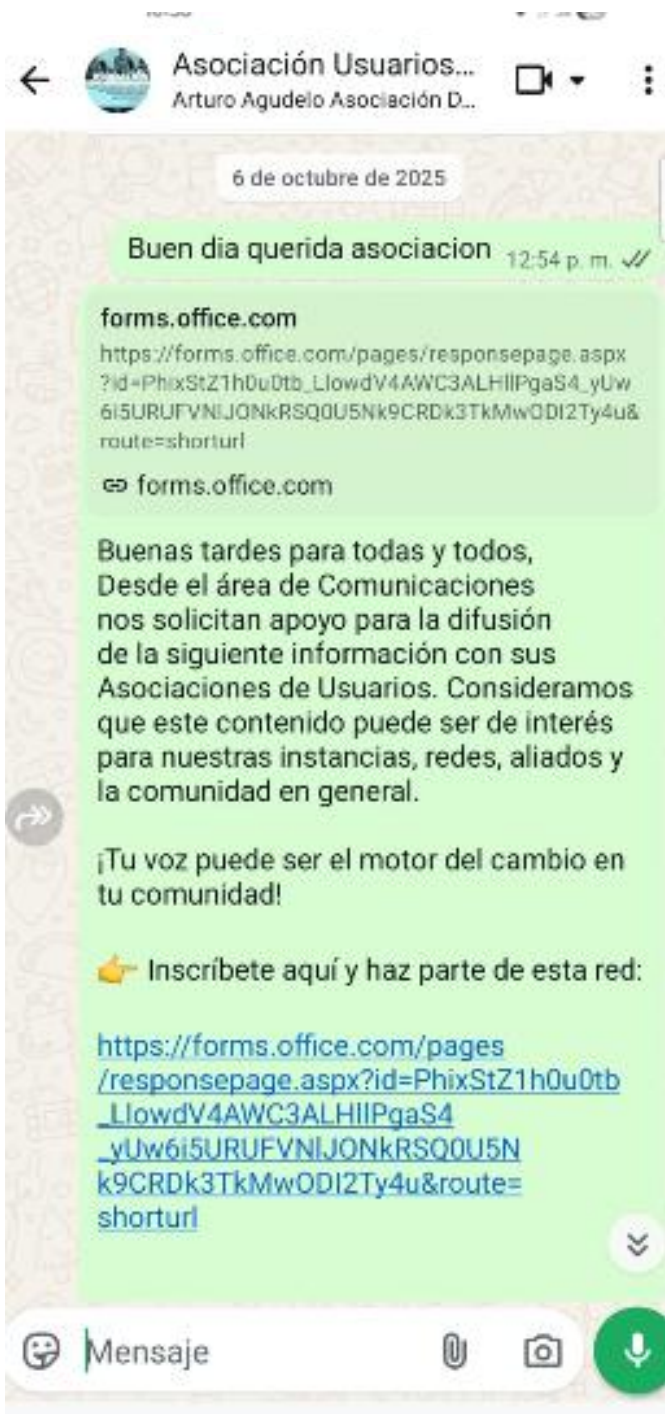 Asociación Usuarios...
Arturo Agudelo Asociación D...
6 de octubre de 2025
Buen dia querida asociacion 12:54 p. m.
forms.office.com
https://forms.office.com/pages/responsepage.aspx
?id=PhixStZ1h0u0tb_LlowdV4AWC3ALHIlPgaS4_yUw
6i5URUFVNlJONkRSQ0U5Nk9CRDk3TkMwODI2Ty4u&
route=shorturl
forms.office.com
Buenas tardes para todas y todos,
Desde el área de Comunicaciones
nos solicitan apoyo para la difusión
de la siguiente información con sus
Asociaciones de Usuarios. Consideramos
que este contenido puede ser de interés
para nuestras instancias, redes, aliados y
la comunidad en general.
¡Tu voz puede ser el motor del cambio en
tu comunidad!
👉 Inscríbete aquí y haz parte de esta red:
https://forms.office.com/pages
/responsepage.aspx?id=PhixStZ1h0u0tb
_LlowdV4AWC3ALHIlPgaS4
_yUw6i5URUFVNlJONkRSQ0U5N
k9CRDk3TkMwODI2Ty4u&route=
shorturl
Mensaje